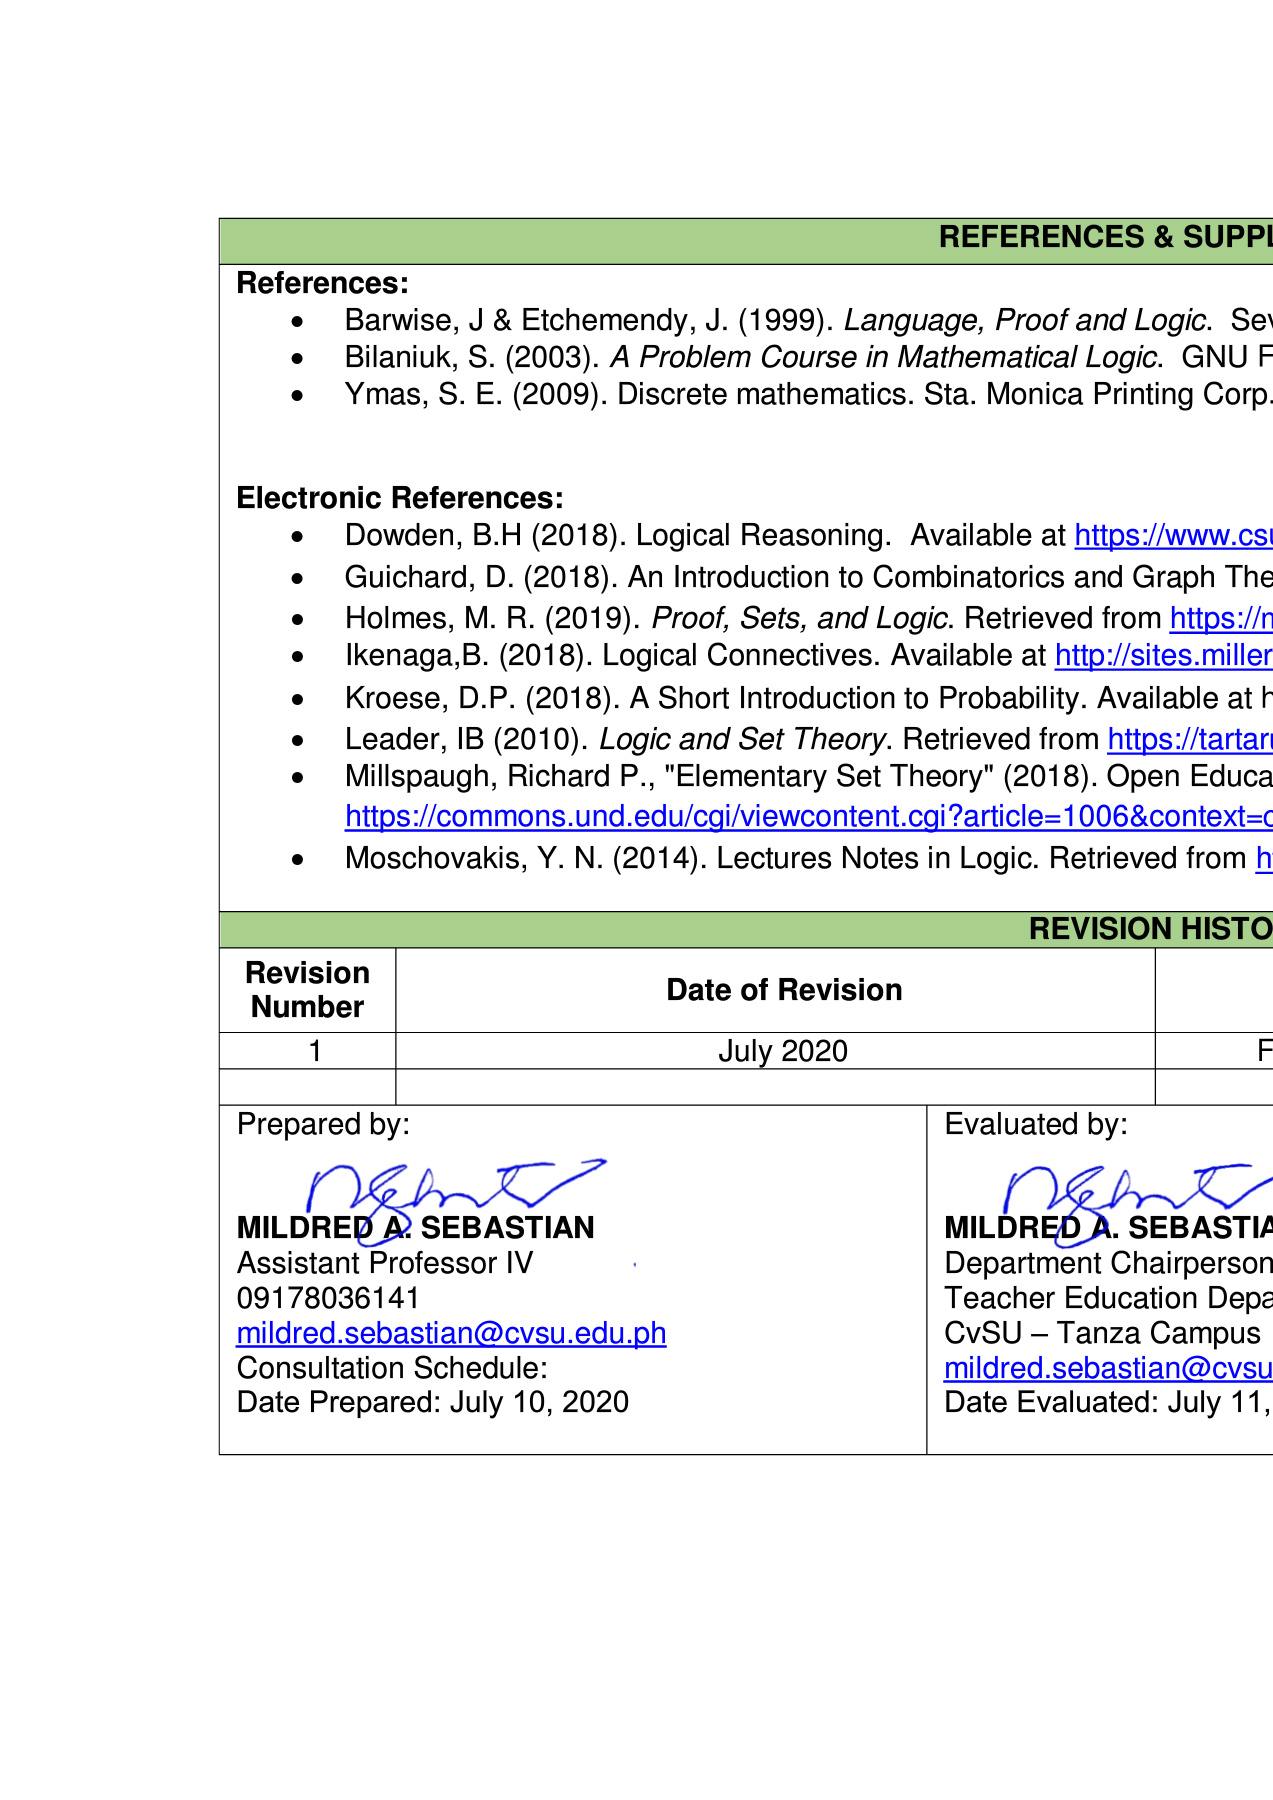 REFERENCES & SUPPL
References:
• Barwise, J & Etchemendy, J. (1999). Language, Proof and Logic. Sev
• Bilaniuk, S. (2003). A Problem Course in Mathematical Logic. GNU F
• Ymas, S. E. (2009). Discrete mathematics. Sta. Monica Printing Corp.
Electronic References:
• Dowden, B.H (2018). Logical Reasoning. Available at https://www.csu
• Guichard, D. (2018). An Introduction to Combinatorics and Graph The
• Holmes, M. R. (2019). Proof, Sets, and Logic. Retrieved from https://m
• Ikenaga,B. (2018). Logical Connectives. Available at http://sites.miller
• Kroese, D.P. (2018). A Short Introduction to Probability. Available at h
• Leader, IB (2010). Logic and Set Theory. Retrieved from https://tartaru
• Millspaugh, Richard P., "Elementary Set Theory" (2018). Open Educa
https://commons.und.edu/cgi/viewcontent.cgi?article=1006&context=o
• Moschovakis, Y. N. (2014). Lectures Notes in Logic. Retrieved from h
REVISION HISTO
Revision
Number
Date of Revision
1
July 2020
F
Prepared by:
MILDRED A. SEBASTIAN
Assistant Professor IV
09178036141
mildred.sebastian@cvsu.edu.ph
Consultation Schedule:
Date Prepared: July 10, 2020
Evaluated by:
MILDRED A. SEBASTIA
Department Chairperson
Teacher Education Depa
CvSU – Tanza Campus
mildred.sebastian@cvsu
Date Evaluated: July 11,